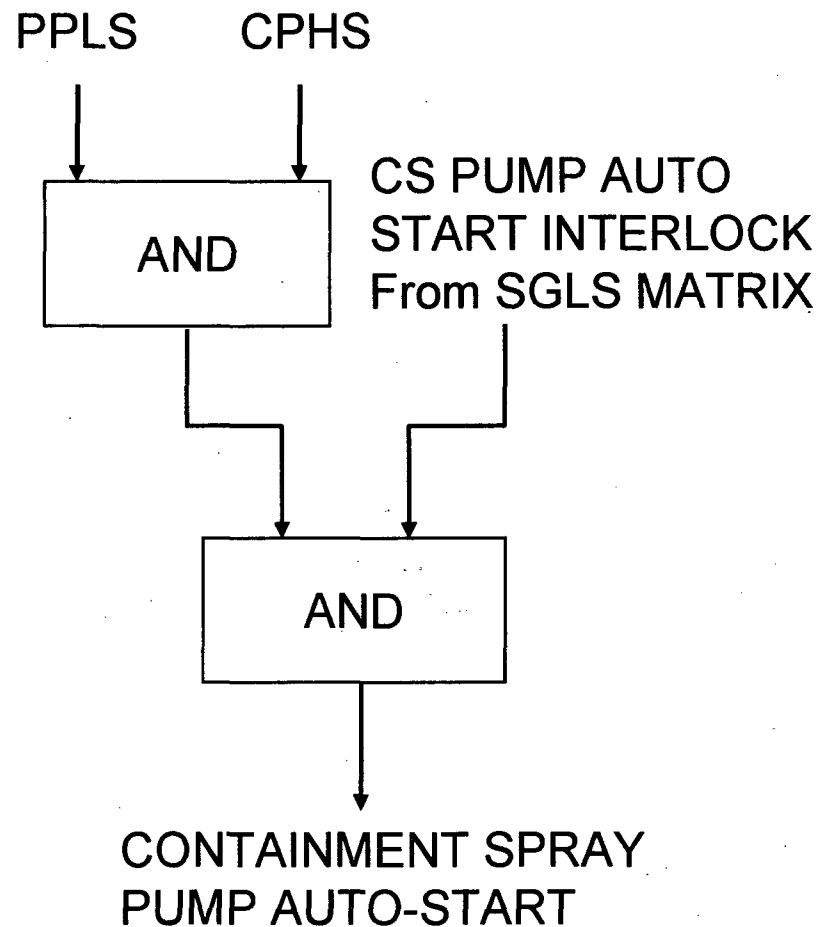 PPLS CPHS
CS PUMP AUTO
START INTERLOCK
From SGLS MATRIX
AND
AND
CONTAINMENT SPRAY
PUMP AUTO-START